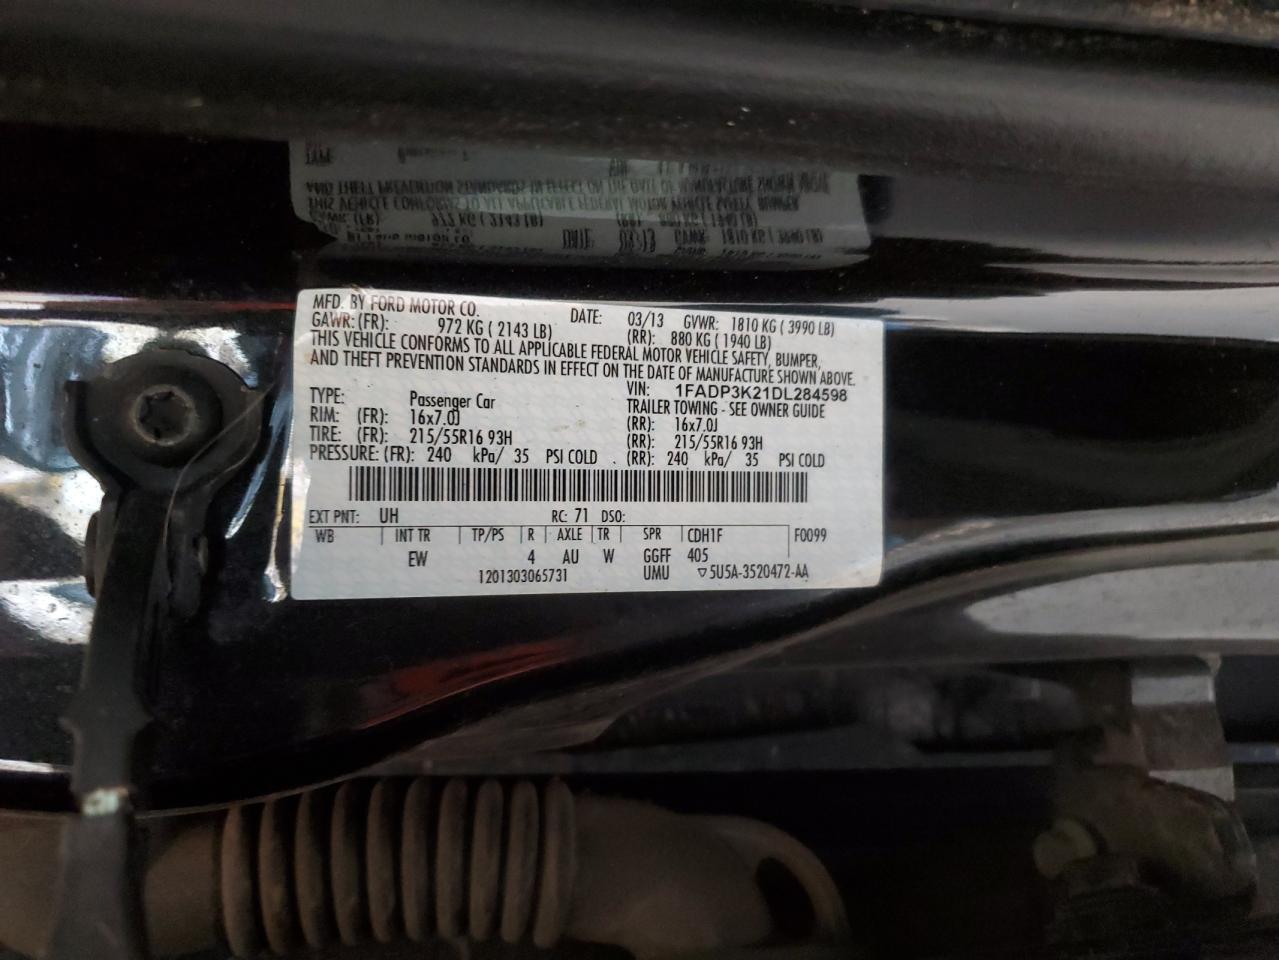 MFD. BY FORD MOTOR CO. DATE: 03/13 GVWR: 1810 KG ( 3990 LB)
GAWR: (FR): 972 KG ( 2143 LB) (RR): 880 KG ( 1940 LB)
THIS VEHICLE CONFORMS TO ALL APPLICABLE FEDERAL MOTOR VEHICLE SAFETY, BUMPER,
AND THEFT PREVENTION STANDARDS IN EFFECT ON THE DATE OF MANUFACTURE SHOWN ABOVE.
VIN: 1FADP3K21DL284598
TYPE: Passenger Car TRAILER TOWING - SEE OWNER GUIDE
RIM: (FR): 16x7.0J (RR): 16x7.0J
TIRE: (FR): 215/55R16 93H (RR): 215/55R16 93H
PRESSURE: (FR): 240 kPa/ 35 PSI COLD (RR): 240 kPa/ 35 PSI COLD
EXT PNT: UH RC: 71 DSO:
WB INT TR TP/PS R AXLE TR SPR CDH1F F0099
EW 4 AU W GGFF 405
1201303065731 UMU ▽5U5A-3520472-AA